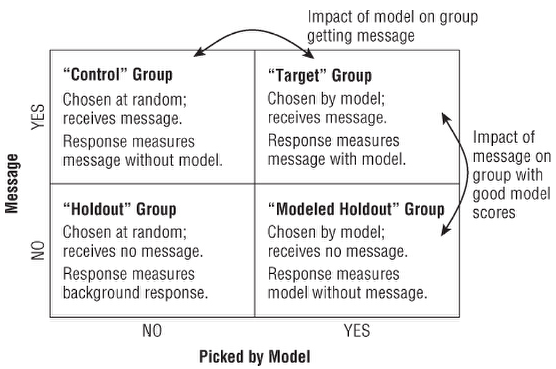 Impact of model on group
getting message
“Control” Group
Chosen at random;
receives message.
Response measures
message without model.
“Target” Group
Chosen by model;
receives message.
Response measures
message with model.
Impact of
message on
group with
good model
scores
YES
Message
NO
“Holdout” Group
Chosen at random;
receives no message.
Response measures
background response.
“Modeled Holdout” Group
Chosen by model;
receives no message.
Response measures
model without message.
NO
YES
Picked by Model